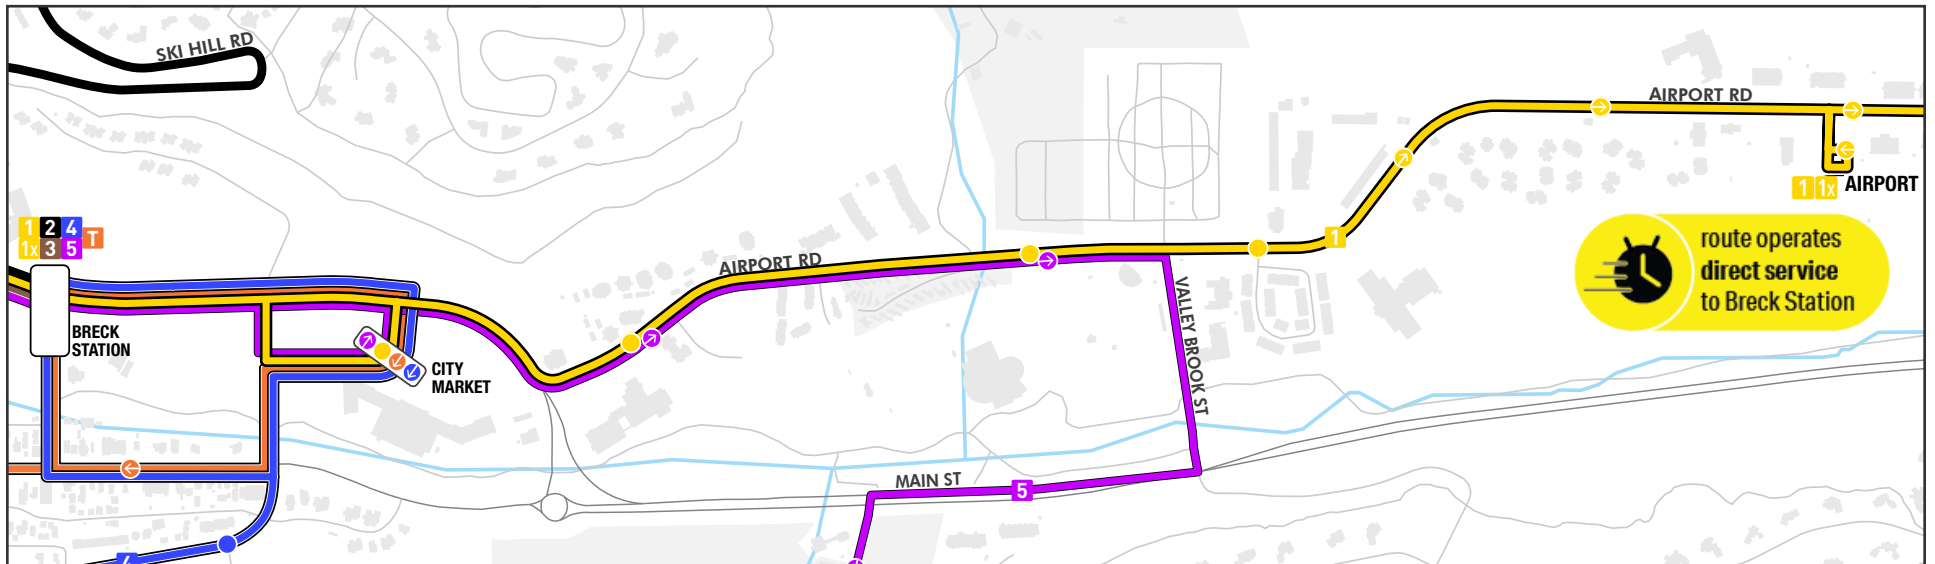 SKI HILL RD
AIRPORT RD
1 1x AIRPORT
1 2 4
1x 3 5 T
1
route operates
direct service
to Breck Station
AIRPORT RD
VALLEY BROOK ST
BRECK
STATION
CITY
MARKET
MAIN ST
5